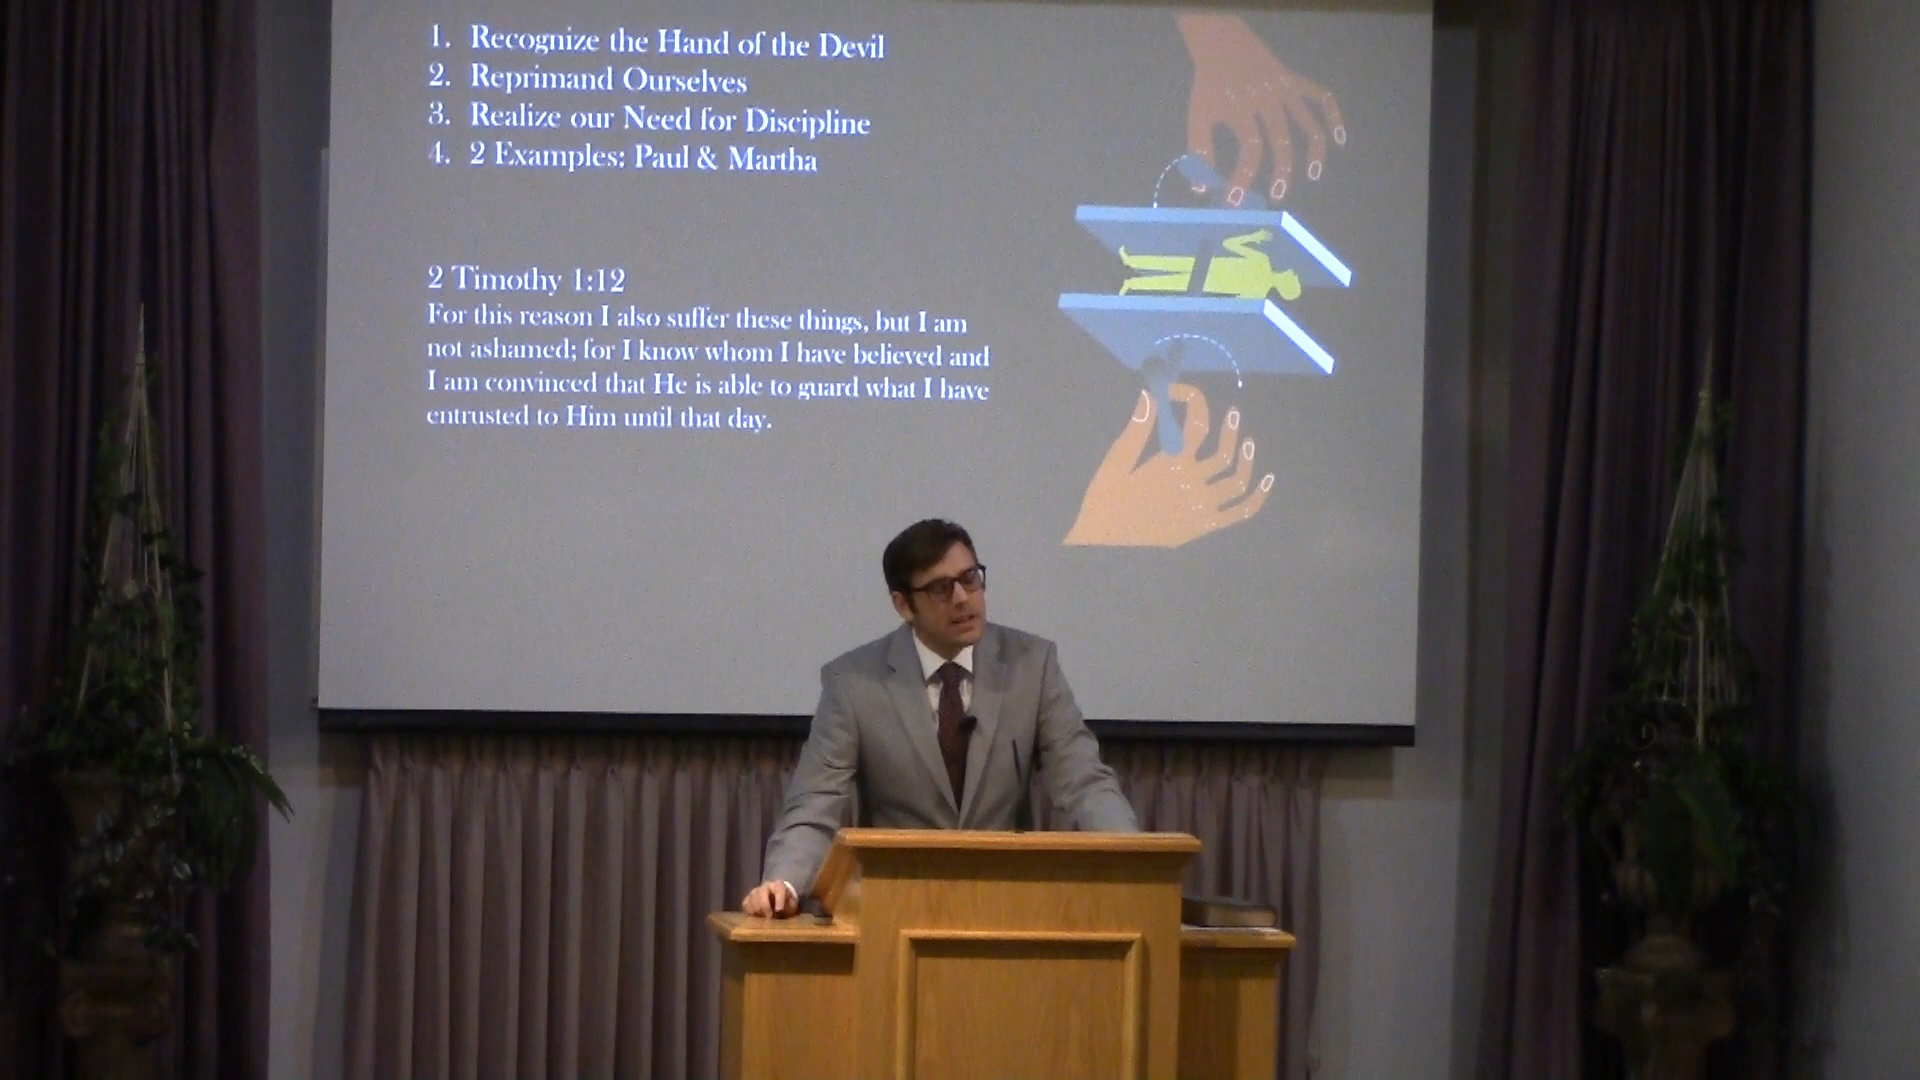 1. Recognize the Hand of the Devil
2. Reprimand Ourselves
3. Realize our Need for Discipline
4. 2 Examples: Paul & Martha
2 Timothy 1:12
For this reason I also suffer these things, but I am
not ashamed; for I know whom I have believed and
I am convinced that He is able to guard what I have
entrusted to Him until that day.